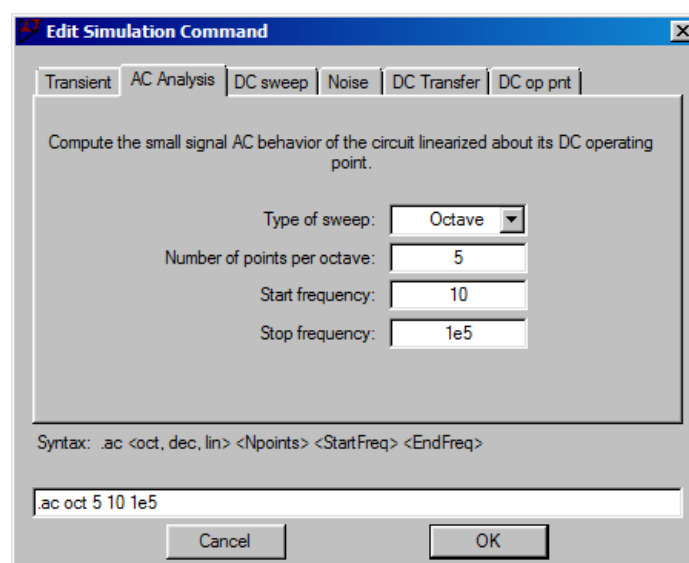 Edit Simulation Command
Transient AC Analysis DC sweep Noise DC Transfer DC op pnt
Compute the small signal AC behavior of the circuit linearized about its DC operating
point.
Type of sweep: Octave
Number of points per octave: 5
Start frequency: 10
Stop frequency: 1e5
Syntax: .ac <oct, dec, lin> <Npoints> <StartFreq> <EndFreq>
.ac oct 5 10 1e5
Cancel OK